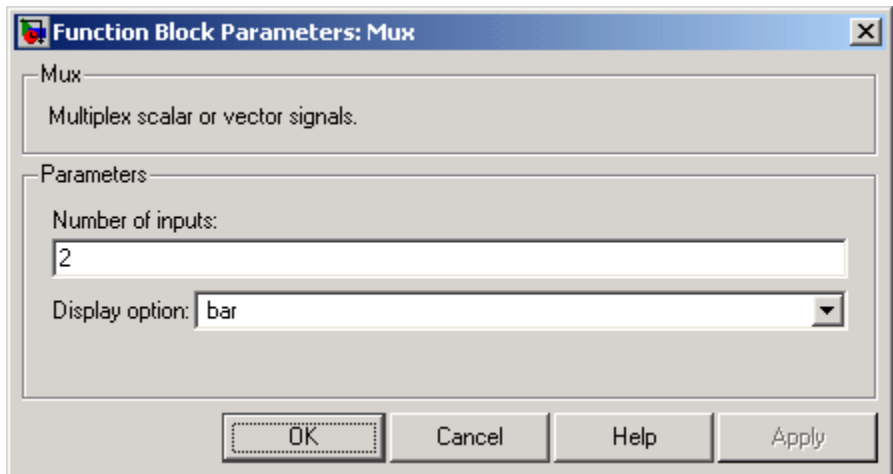 Function Block Parameters: Mux
Mux
Multiplex scalar or vector signals.
Parameters
Number of inputs:
2
Display option: bar
OK Cancel Help Apply